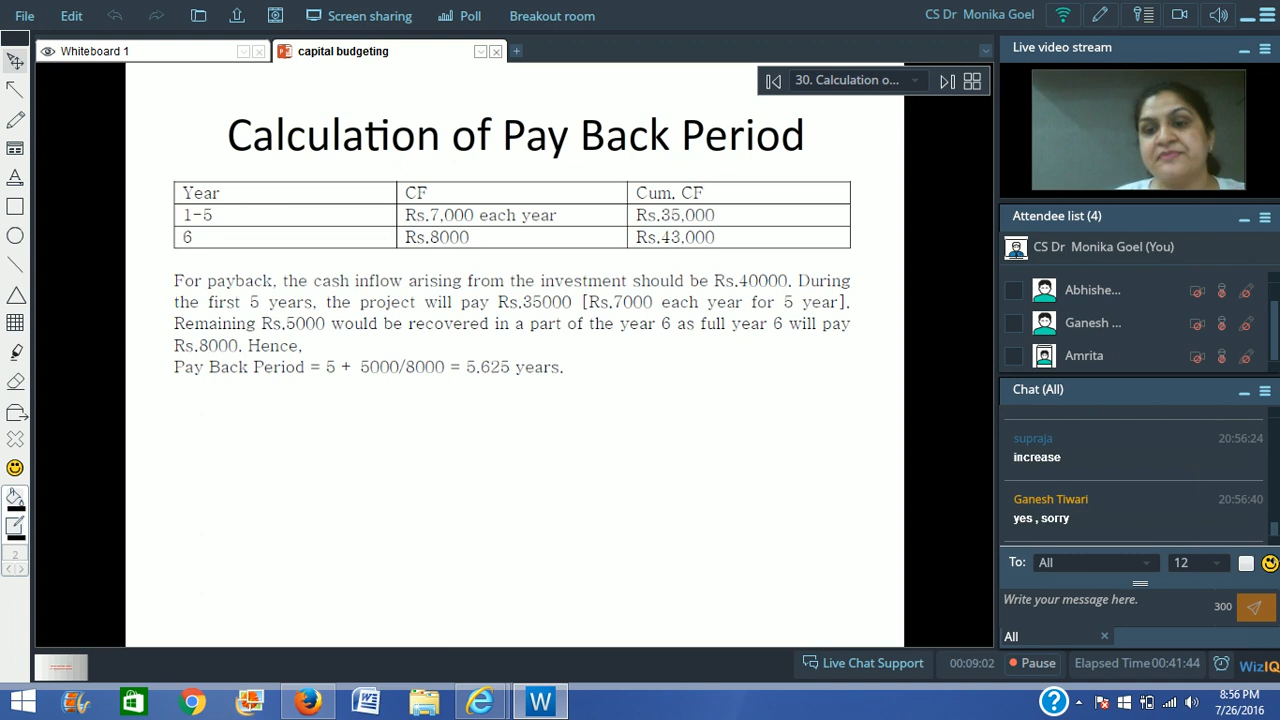 File Edit Screen sharing Poll Breakout room CS Dr Monika Goel
Whiteboard 1 capital budgeting
30. Calculation o...
Calculation of Pay Back Period
Year CF Cum. CF
1-5 Rs.7,000 each year Rs.35,000
6 Rs.8000 Rs.43,000
For payback, the cash inflow arising from the investment should be Rs.40000. During
the first 5 years, the project will pay Rs.35000 [Rs.7000 each year for 5 year].
Remaining Rs.5000 would be recovered in a part of the year 6 as full year 6 will pay
Rs.8000. Hence,
Pay Back Period = 5 + 5000/8000 = 5.625 years.
2
Live video stream
Attendee list (4)
CS Dr Monika Goel (You)
Abhishe...
Ganesh ...
Amrita
Chat (All)
supraja 20:56:24
increase
Ganesh Tiwari 20:56:40
yes , sorry
To: All 12
Write your message here. 300
All
Live Chat Support 00:09:02 Pause Elapsed Time 00:41:44 WizIQ
8:56 PM
7/26/2016